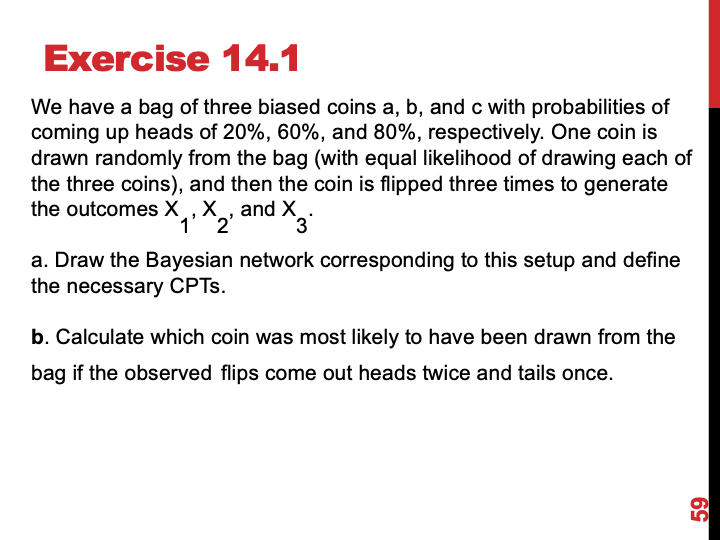 Exercise 14.1
We have a bag of three biased coins a, b, and c with probabilities of
coming up heads of 20%, 60%, and 80%, respectively. One coin is
drawn randomly from the bag (with equal likelihood of drawing each of
the three coins), and then the coin is flipped three times to generate
the outcomes X1, X2, and X3.
a. Draw the Bayesian network corresponding to this setup and define
the necessary CPTs.
b. Calculate which coin was most likely to have been drawn from the
bag if the observed flips come out heads twice and tails once.
59